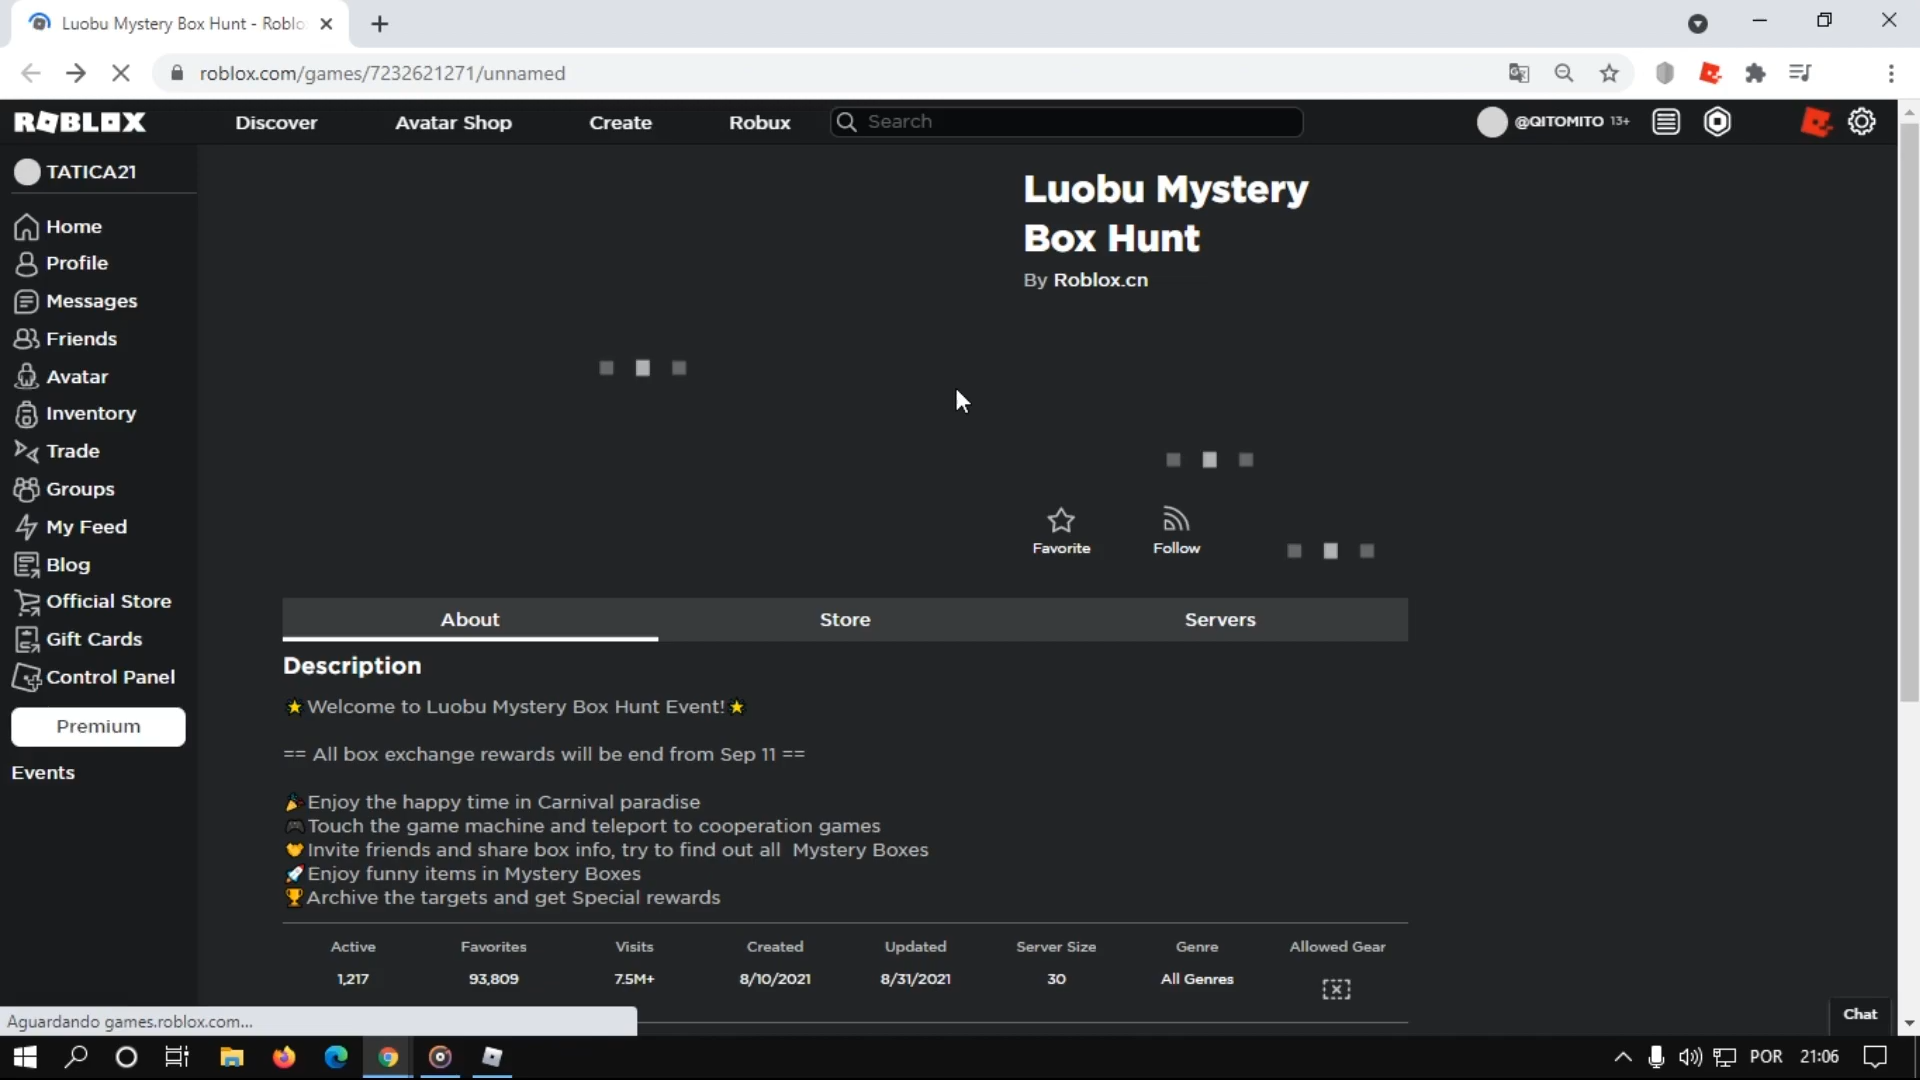 Luobu Mystery Box Hunt - Roblo
roblox.com/games/7232621271/unnamed
ROBLOX
Discover
Avatar Shop
Create
Robux
Search
@QITOMITO 13+
TATICA21
Home
Profile
Messages
Friends
Avatar
Inventory
Trade
Groups
My Feed
Blog
Official Store
Gift Cards
Control Panel
Premium
Events
Luobu Mystery
Box Hunt
By Roblox.cn
Favorite
Follow
About
Store
Servers
Description
⭐Welcome to Luobu Mystery Box Hunt Event!⭐
== All box exchange rewards will be end from Sep 11 ==
🎉Enjoy the happy time in Carnival paradise
🎮Touch the game machine and teleport to cooperation games
🤝Invite friends and share box info, try to find out all  Mystery Boxes
🚀Enjoy funny items in Mystery Boxes
🏆Archive the targets and get Special rewards
Active Favorites Visits Created Updated Server Size Genre Allowed Gear
1,217 93,809 7.5M+ 8/10/2021 8/31/2021 30 All Genres
Chat
Aguardando games.roblox.com...
POR 21:06